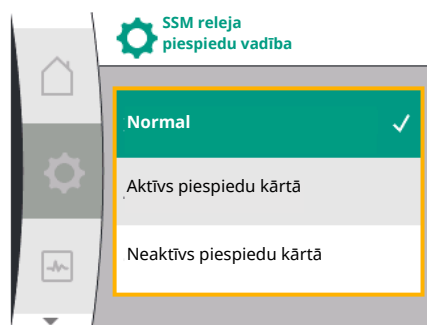 SSM releja
piespiedu vadība
Normal
Aktīvs piespiedu kārtā
Neaktīvs piespiedu kārtā